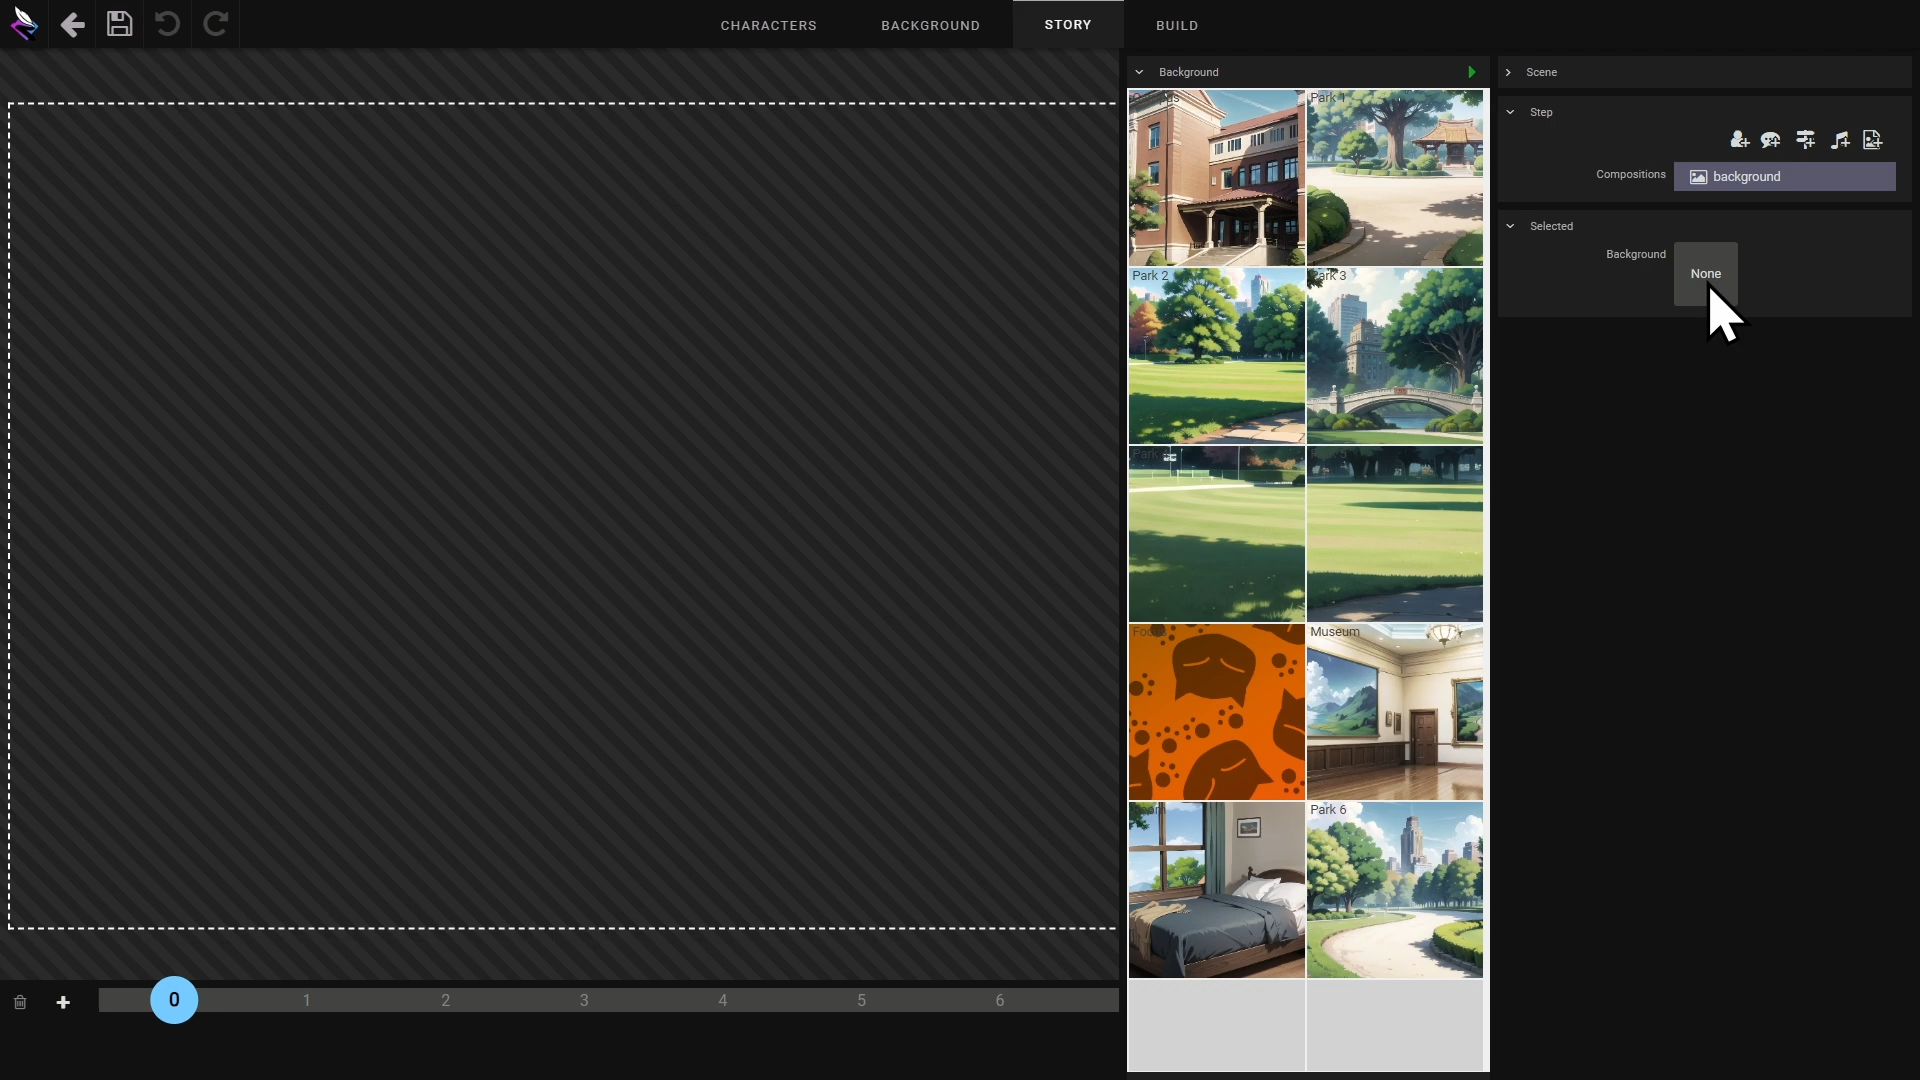 CHARACTERS BACKGROUND STORY BUILD
Background
Scene
Step
Park 1
Compositions background
Selected
Background None
Park 2 Park 3
Museum
Park 6
0 1 2 3 4 5 6